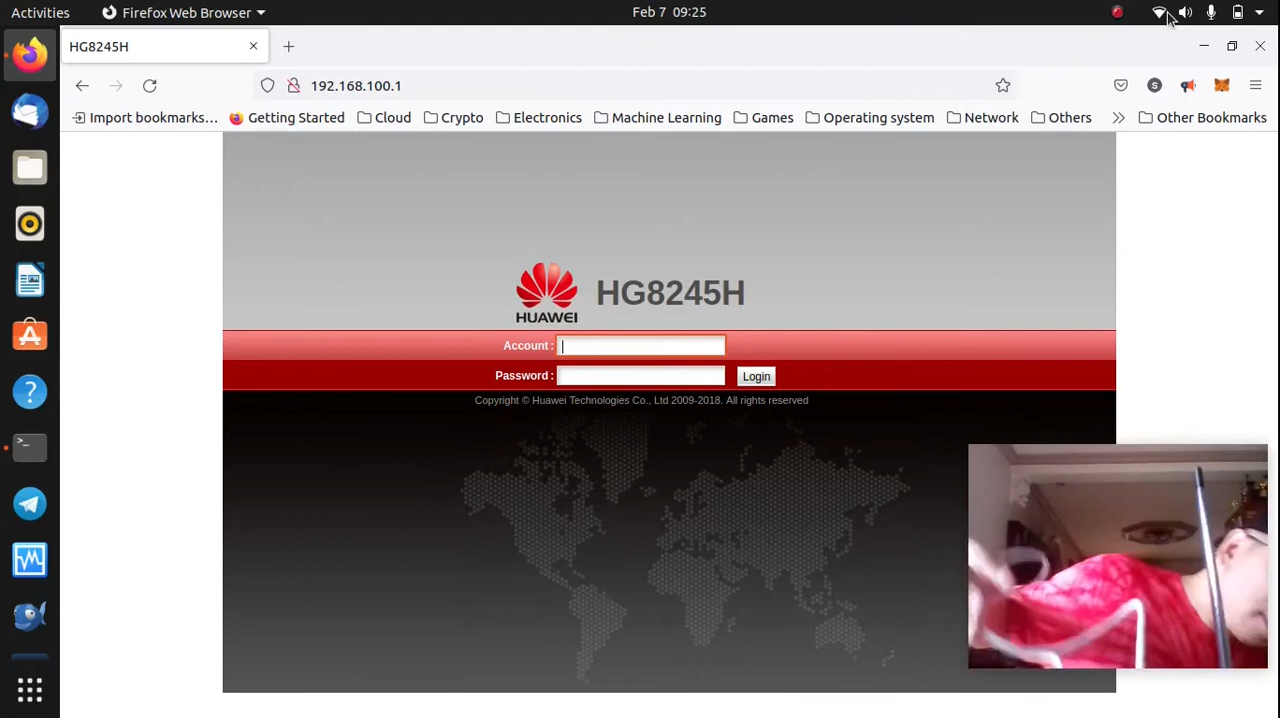 Activities Firefox Web Browser Feb 7 09:25
HG8245H
192.168.100.1
Import bookmarks... Getting Started Cloud Crypto Electronics Machine Learning Games Operating system Network Others Other Bookmarks
HUAWEI HG8245H
Account :
Password : Login
Copyright © Huawei Technologies Co., Ltd 2009-2018. All rights reserved